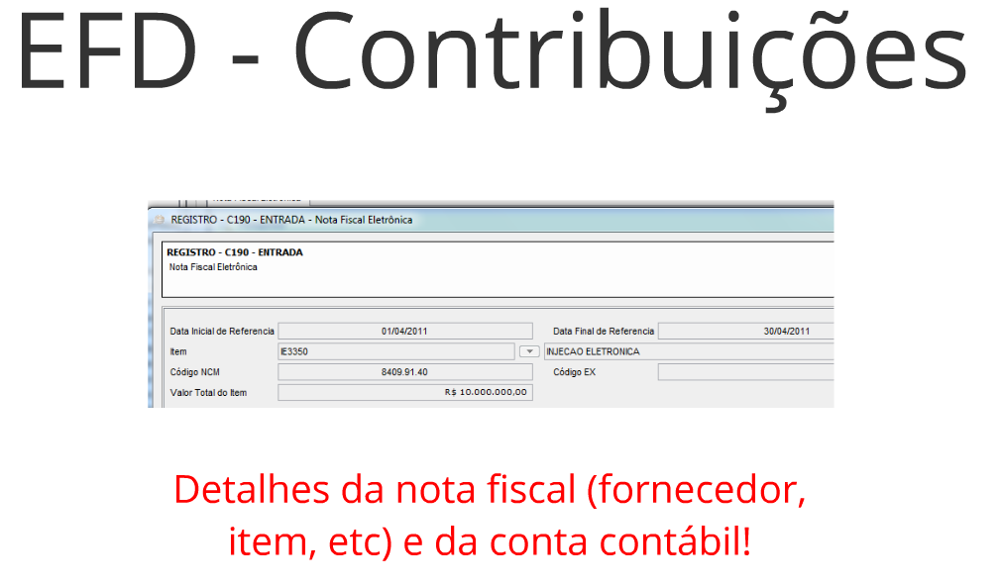 EFD - Contribuições
REGISTRO - C190 - ENTRADA - Nota Fiscal Eletrônica
REGISTRO - C190 - ENTRADA
Nota Fiscal Eletrônica
Data Inicial de Referencia 01/04/2011 Data Final de Referencia 30/04/2011
Item IE3350 INJECAO ELETRONICA
Código NCM 8409.91.40 Código EX
Valor Total do Item R$ 10.000.000,00
Detalhes da nota fiscal (fornecedor,
item, etc) e da conta contábil!